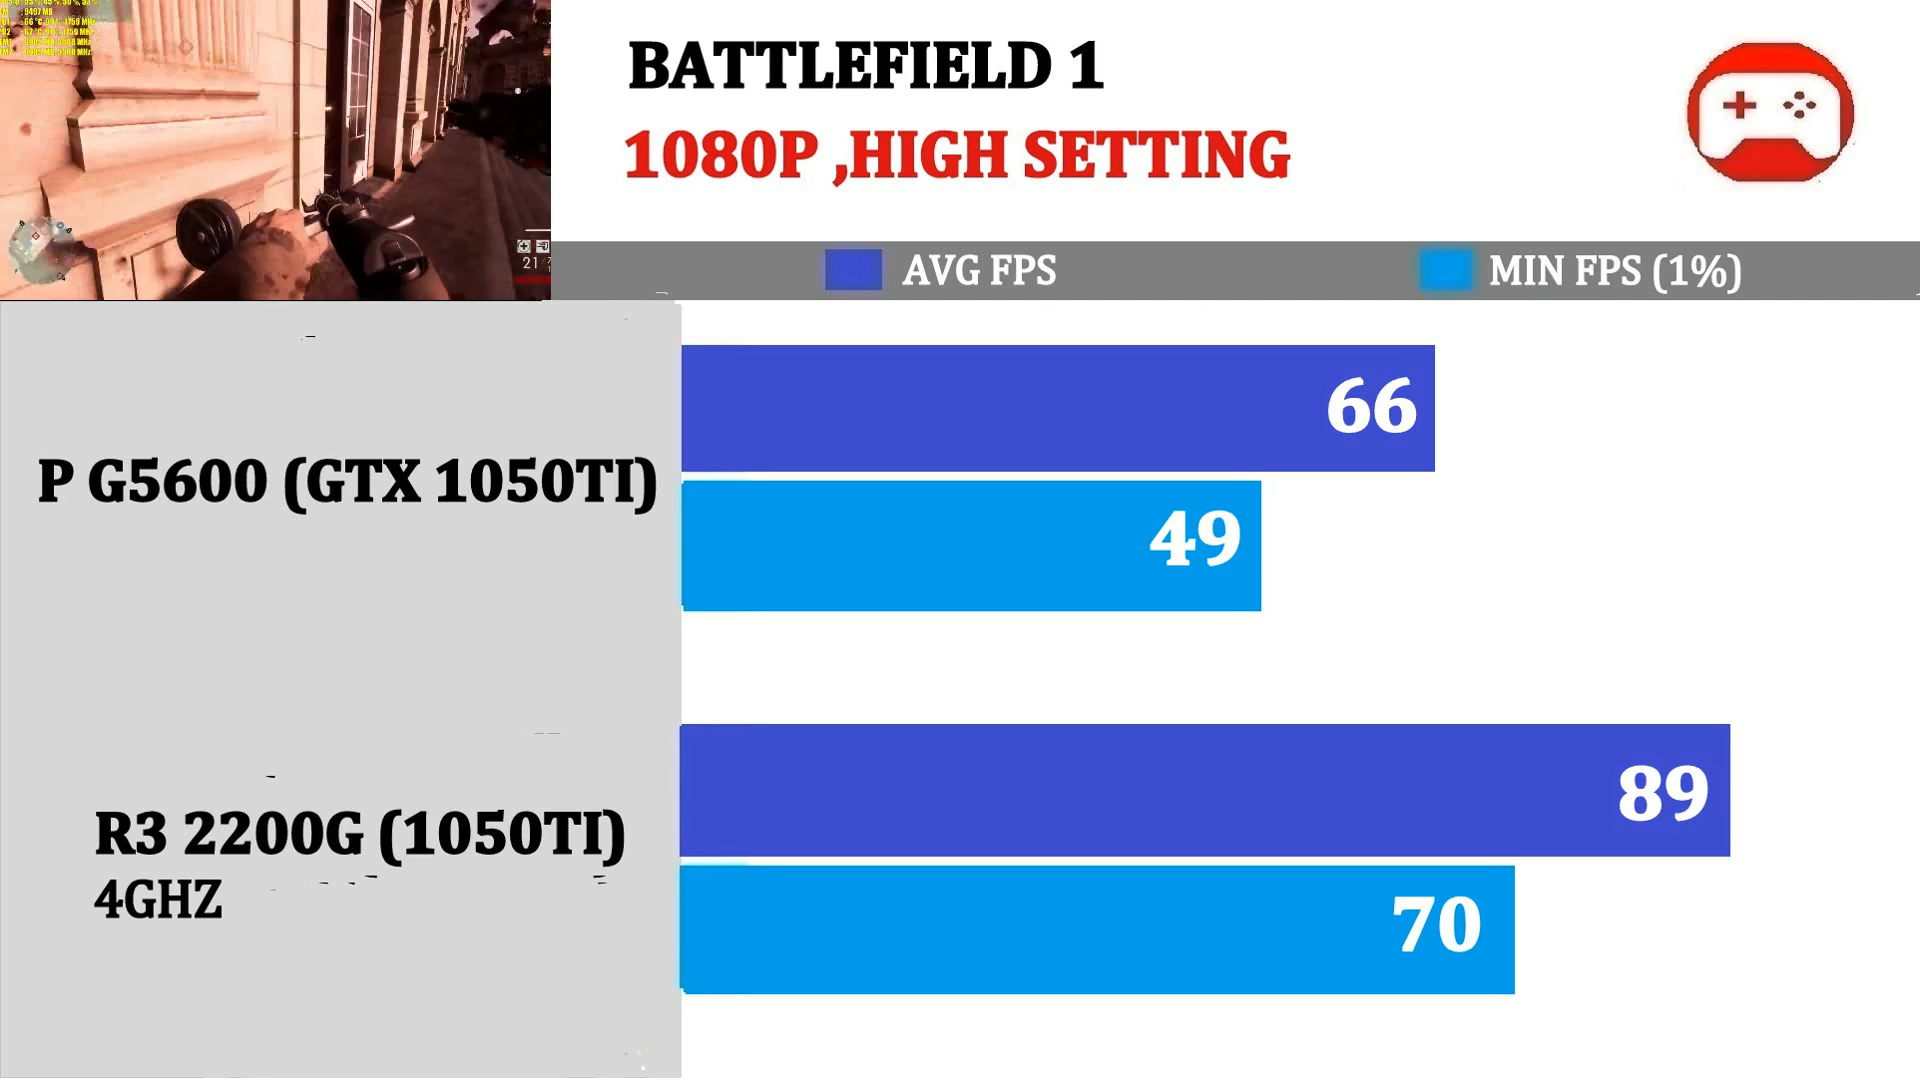 BATTLEFIELD 1
1080P ,HIGH SETTING
AVG FPS
MIN FPS (1%)
21
66
P G5600 (GTX 1050TI)
49
89
R3 2200G (1050TI)
4GHZ
70